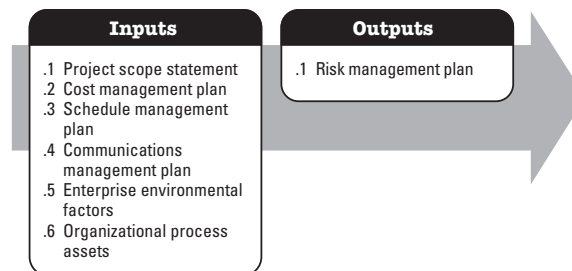 Inputs
.1 Project scope statement
.2 Cost management plan
.3 Schedule management
plan
.4 Communications
management plan
.5 Enterprise environmental
factors
.6 Organizational process
assets
Outputs
.1 Risk management plan